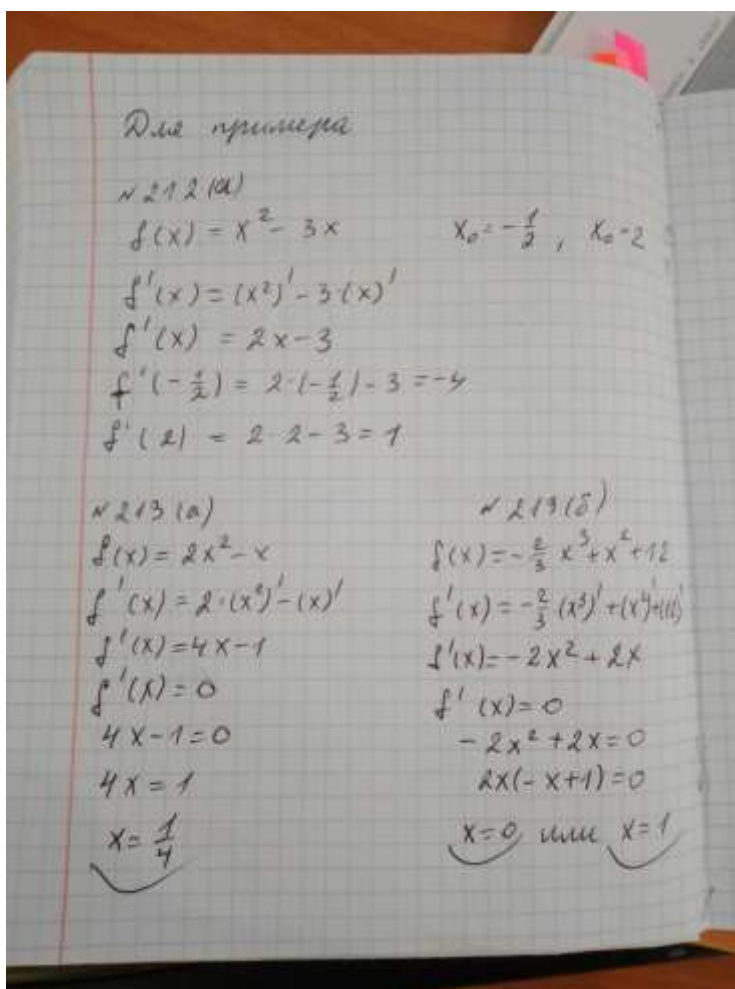 Для примера
№ 212 (а)
f(x) = x² - 3x    x₀ = -1/2 , x₀ = 2
f'(x) = (x²)' - 3·(x)'
f'(x) = 2x - 3
f'(-1/2) = 2·(-1/2) - 3 = -4
f'(2) = 2·2 - 3 = 1
№ 213 (а)
f(x) = 2x² - x
f'(x) = 2·(x²)' - (x)'
f'(x) = 4x - 1
f'(x) = 0
4x - 1 = 0
4x = 1
x = 1/4
№ 213 (б)
f(x) = -2/3 x³ + x² + 12
f'(x) = -2/3 (x³)' + (x²)' + (12)'
f'(x) = -2x² + 2x
f'(x) = 0
-2x² + 2x = 0
2x(-x+1) = 0
x = 0 или x = 1